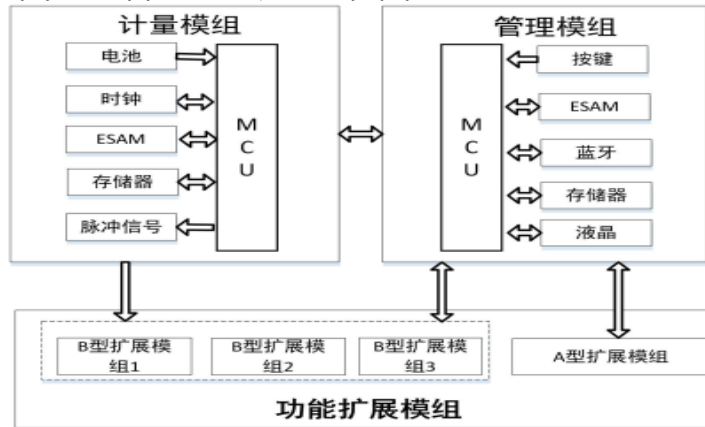 计量模组
电池
时钟
ESAM
存储器
脉冲信号
M
C
U
管理模组
M
C
U
按键
ESAM
蓝牙
存储器
液晶
B型扩展模
组1
B型扩展模
组2
B型扩展模
组3
A型扩展模组
功能扩展模组